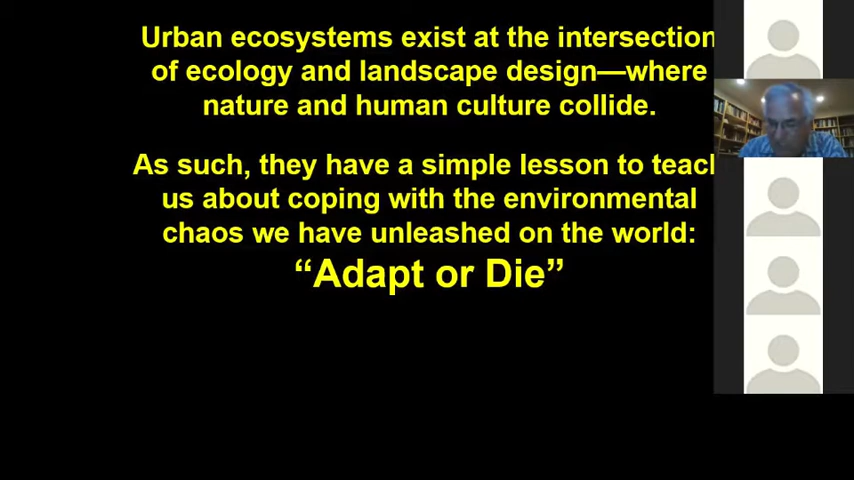 Urban ecosystems exist at the intersection
of ecology and landscape design—where
nature and human culture collide.
As such, they have a simple lesson to teach
us about coping with the environmental
chaos we have unleashed on the world:
“Adapt or Die”